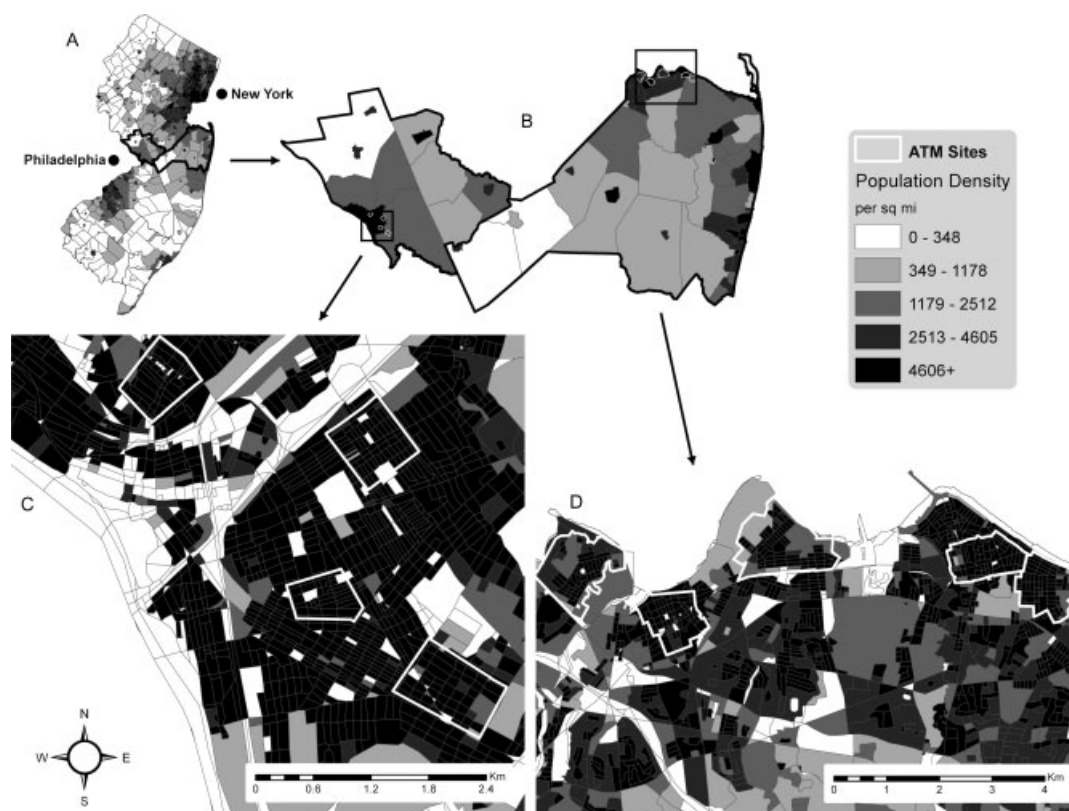 A
New York
Philadelphia
B
ATM Sites
Population Density
per sq mi
0 - 348
349 - 1178
1179 - 2512
2513 - 4605
4606+
C
D
N
W E
S
Km
0 0.6 1.2 1.8 2.4
Km
0 1 2 3 4